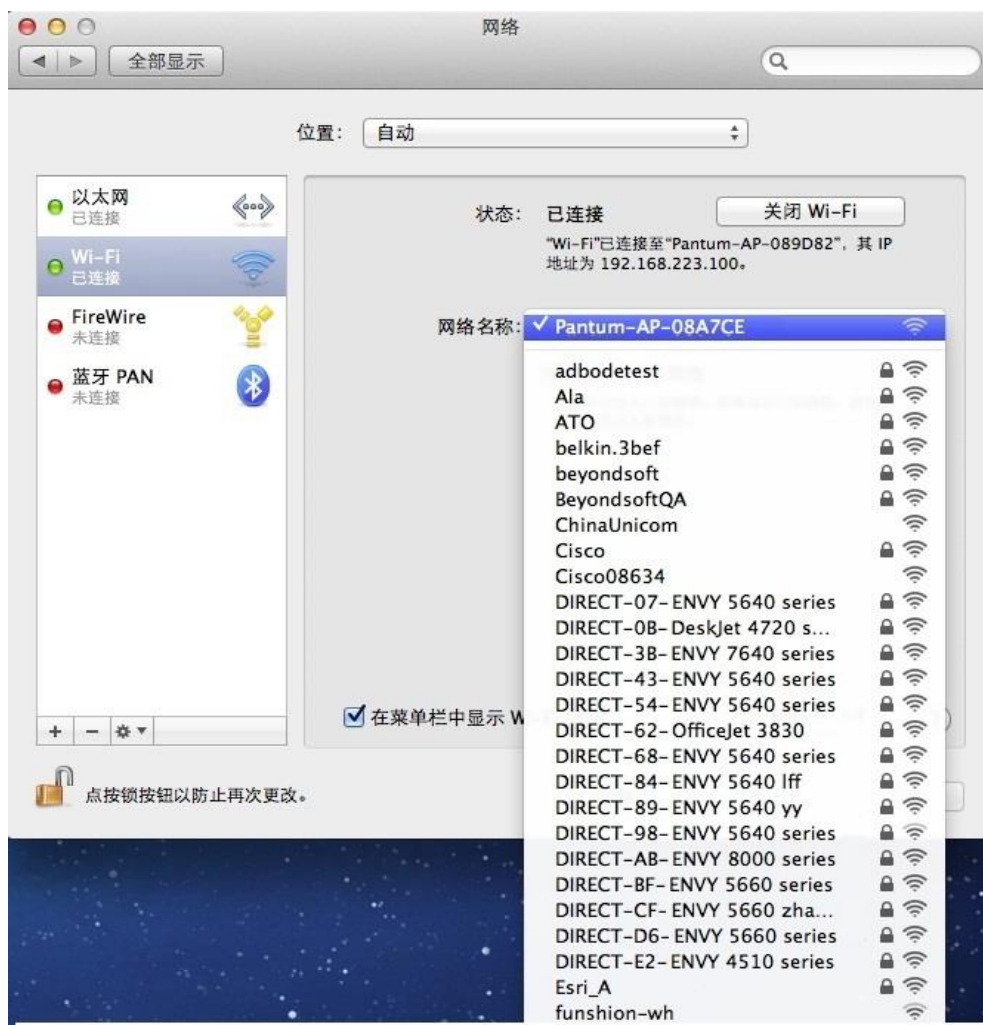 网络
全部显示
位置: 自动
以太网
已连接
Wi-Fi
已连接
FireWire
未连接
蓝牙 PAN
未连接
状态: 已连接 关闭 Wi-Fi
“Wi-Fi”已连接至“Pantum-AP-089D82”，其 IP
地址为 192.168.223.100。
网络名称: Pantum-AP-08A7CE
adbodetest
Ala
ATO
belkin.3bef
beyondsoft
BeyondsoftQA
ChinaUnicom
Cisco
Cisco08634
DIRECT-07-ENVY 5640 series
DIRECT-0B-DeskJet 4720 s...
DIRECT-3B-ENVY 7640 series
DIRECT-43-ENVY 5640 series
DIRECT-54-ENVY 5640 series
DIRECT-62-OfficeJet 3830
DIRECT-68-ENVY 5640 series
DIRECT-84-ENVY 5640 lff
DIRECT-89-ENVY 5640 yy
DIRECT-98-ENVY 5640 series
DIRECT-AB-ENVY 8000 series
DIRECT-BF-ENVY 5660 series
DIRECT-CF-ENVY 5660 zha...
DIRECT-D6-ENVY 5660 series
DIRECT-E2-ENVY 4510 series
Esri_A
funshion-wh
在菜单栏中显示 W
点按锁按钮以防止再次更改。